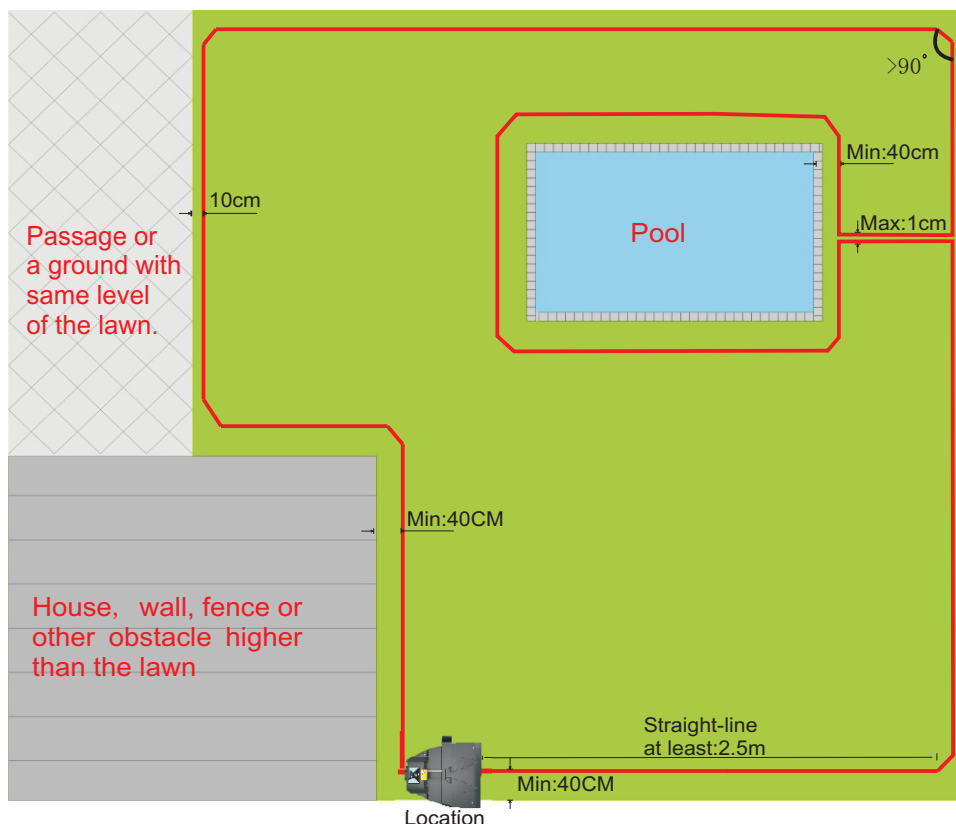 >90°
Min:40cm
10cm
Max:1cm
Passage or
a ground with
same level
of the lawn.
Pool
Min:40CM
House, wall, fence or
other obstacle higher
than the lawn
Straight-line
at least:2.5m
Min:40CM
Location